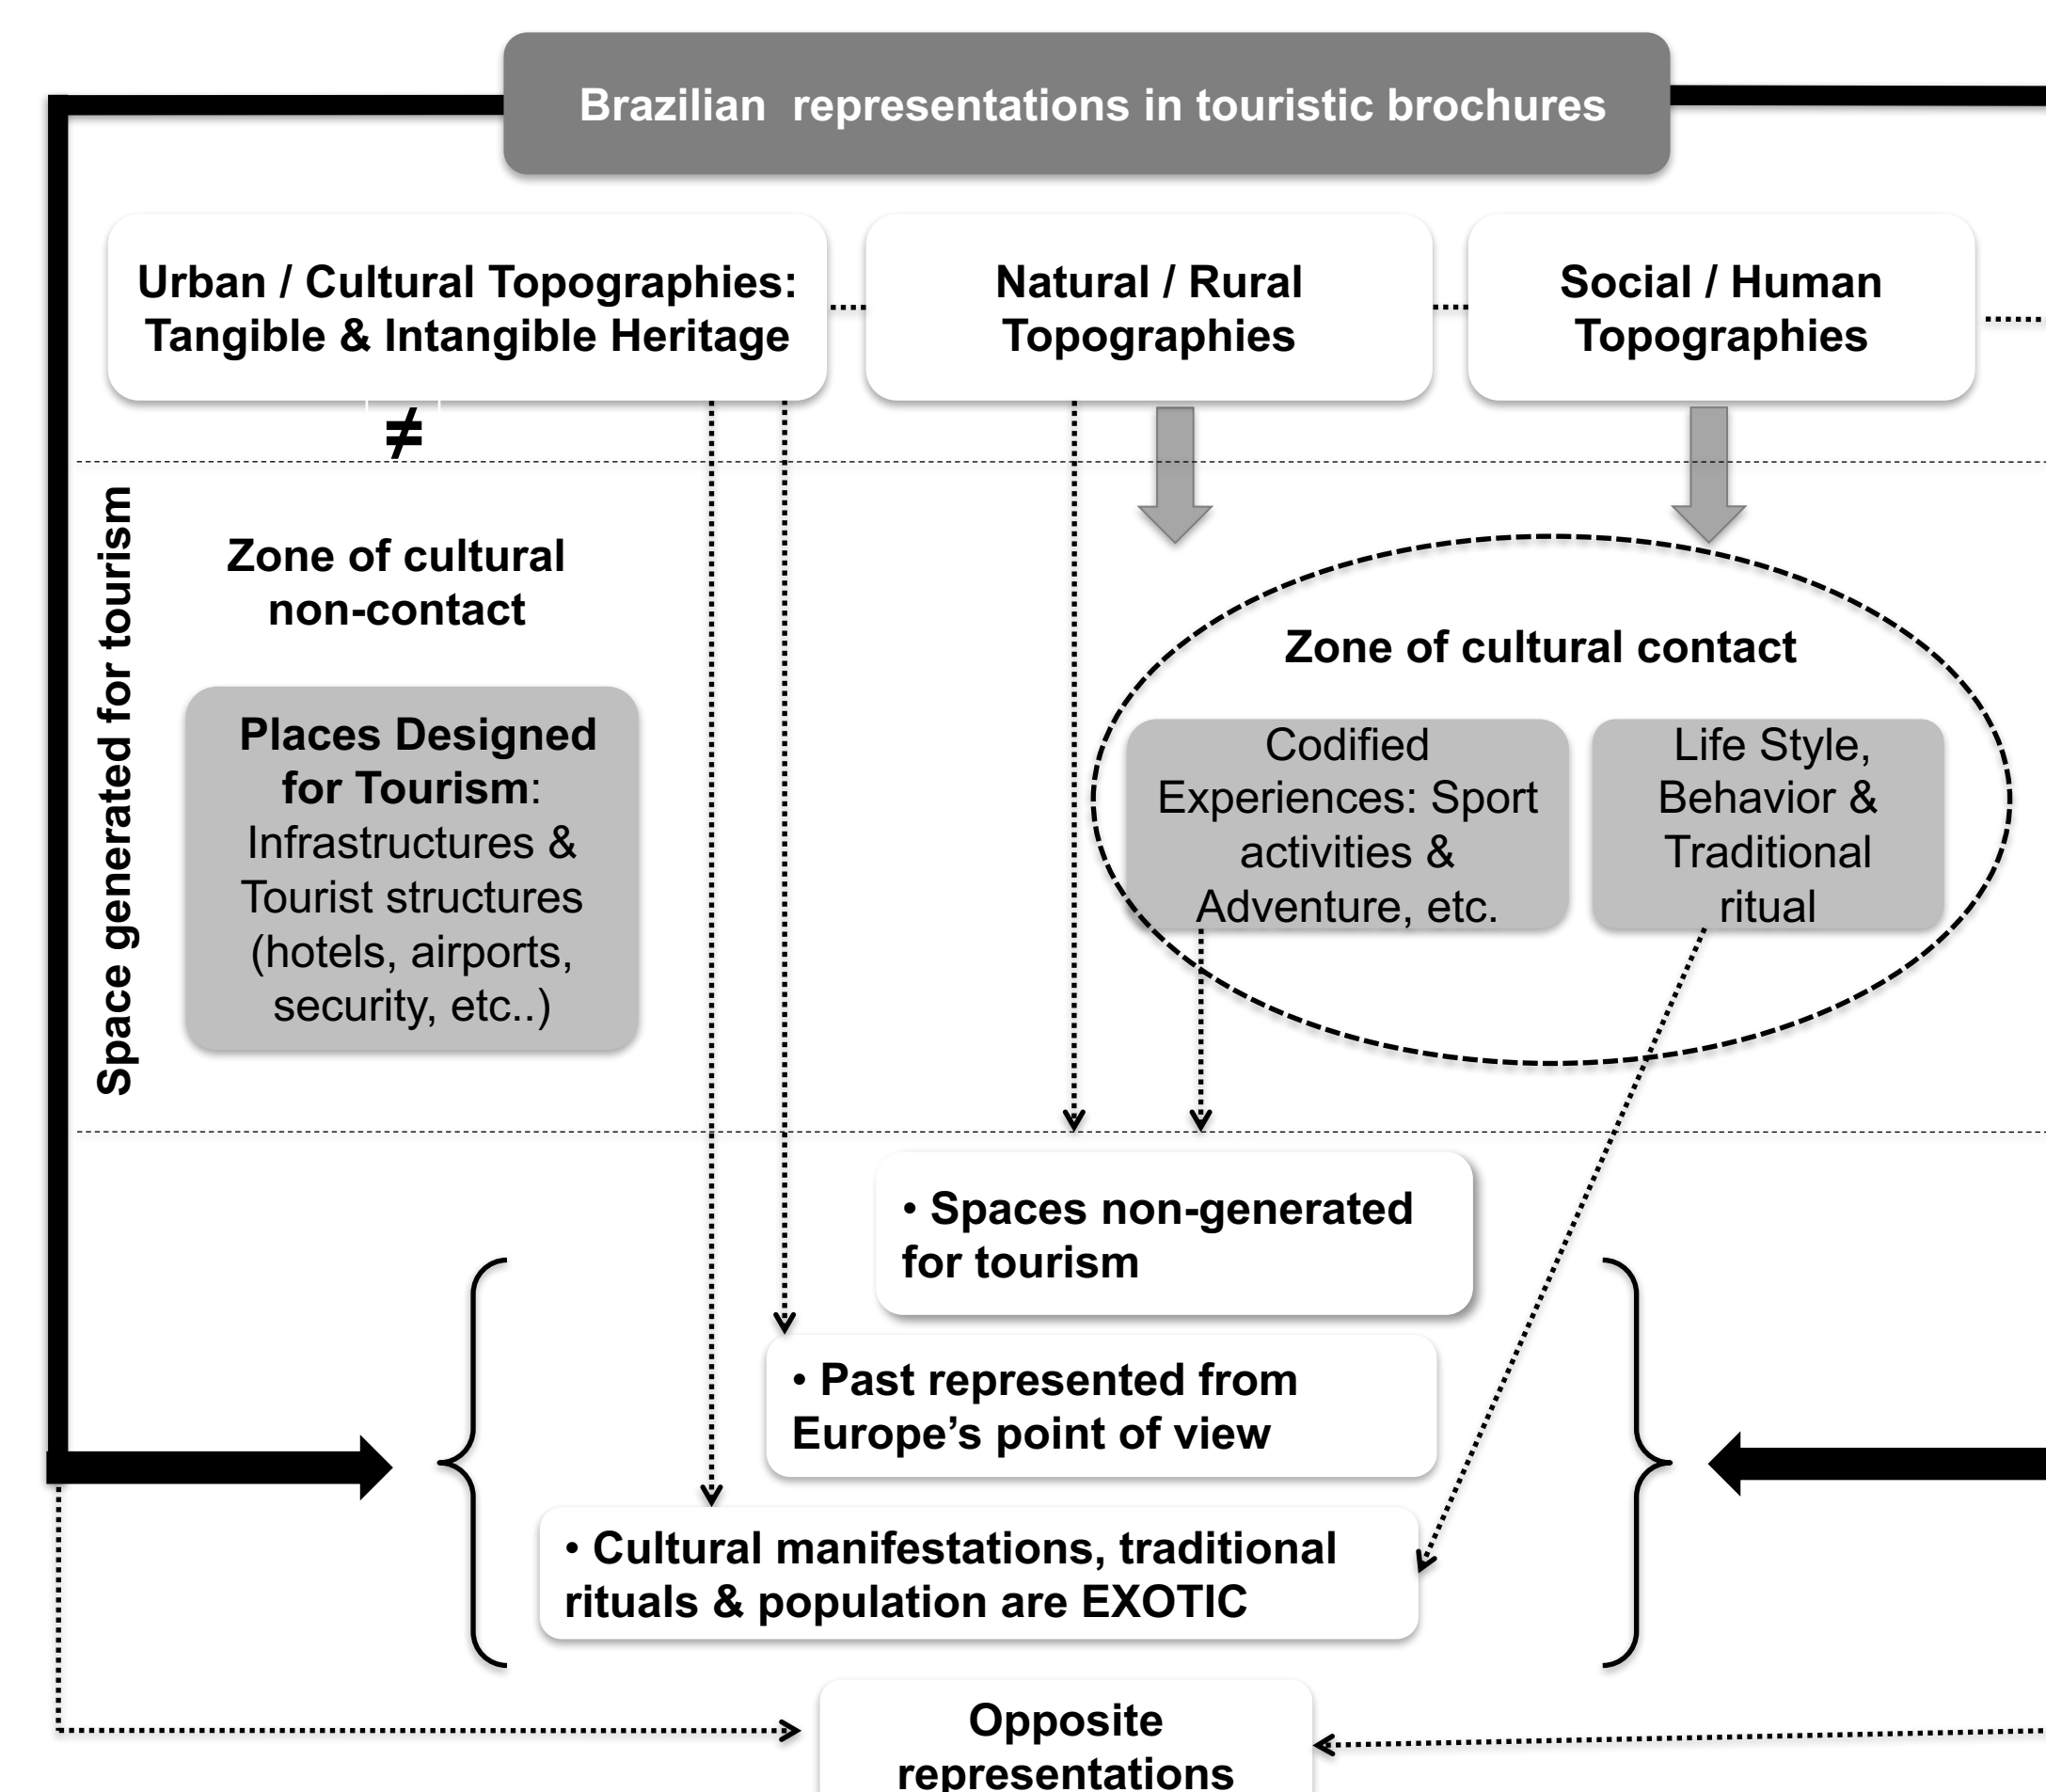 Brazilian representations in touristic brochures
Urban / Cultural Topographies:
Tangible & Intangible Heritage
Natural / Rural
Topographies
Social / Human
Topographies
≠
Space generated for tourism
Zone of cultural
non-contact
Places Designed
for Tourism:
Infrastructures &
Tourist structures
(hotels, airports,
security, etc..)
Zone of cultural contact
Codified
Experiences: Sport
activities &
Adventure, etc.
Life Style,
Behavior &
Traditional
ritual
• Spaces non-generated
for tourism
• Past represented from
Europe’s point of view
• Cultural manifestations, traditional
rituals & population are EXOTIC
Opposite
representations